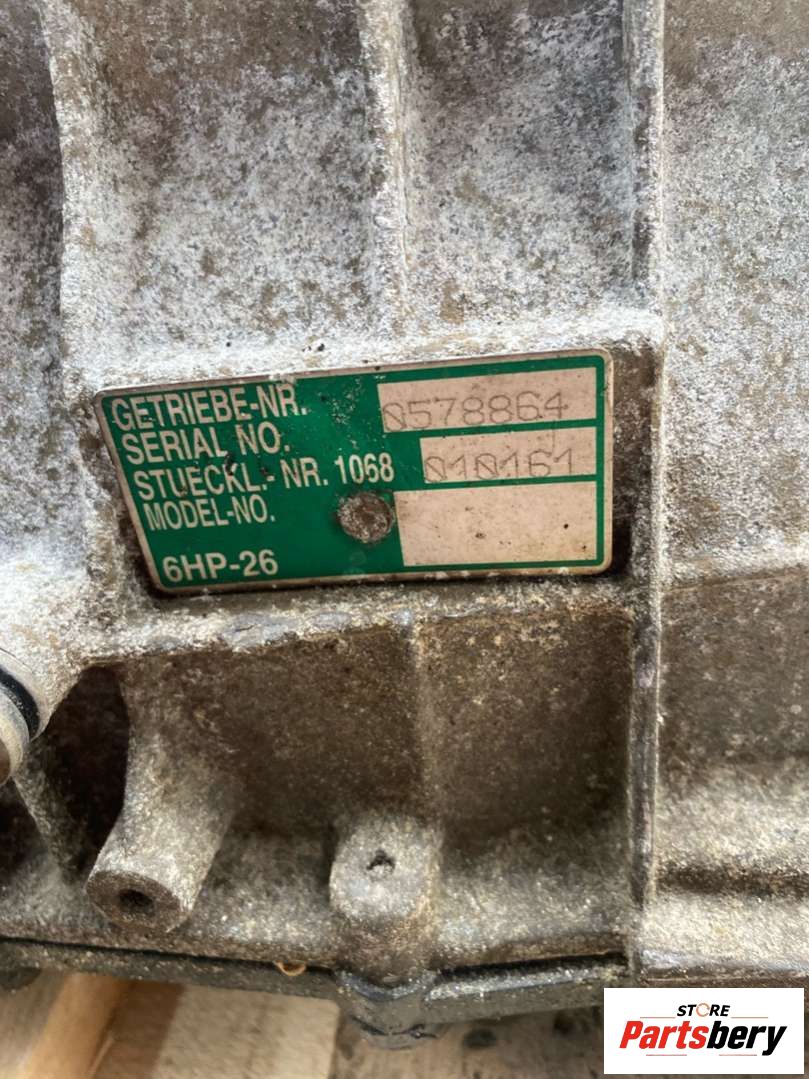 GETRIEBE-NR. 0578864
SERIAL NO.
STUECKL.- NR. 1068 010161
MODEL-NO.
6HP-26
STORE
Partsbery